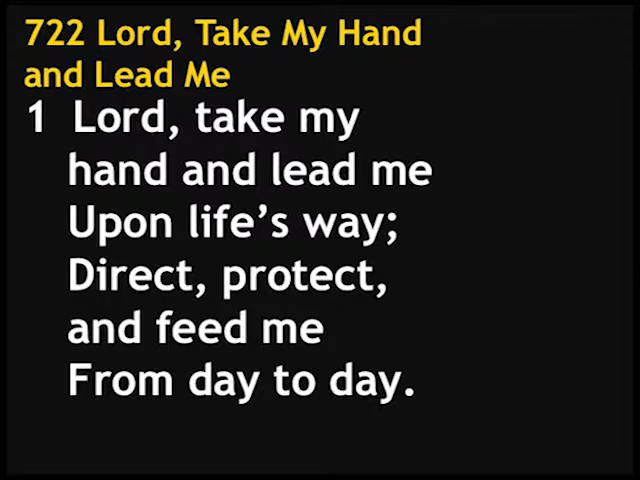 722 Lord, Take My Hand
and Lead Me
1 Lord, take my
hand and lead me
Upon life’s way;
Direct, protect,
and feed me
From day to day.